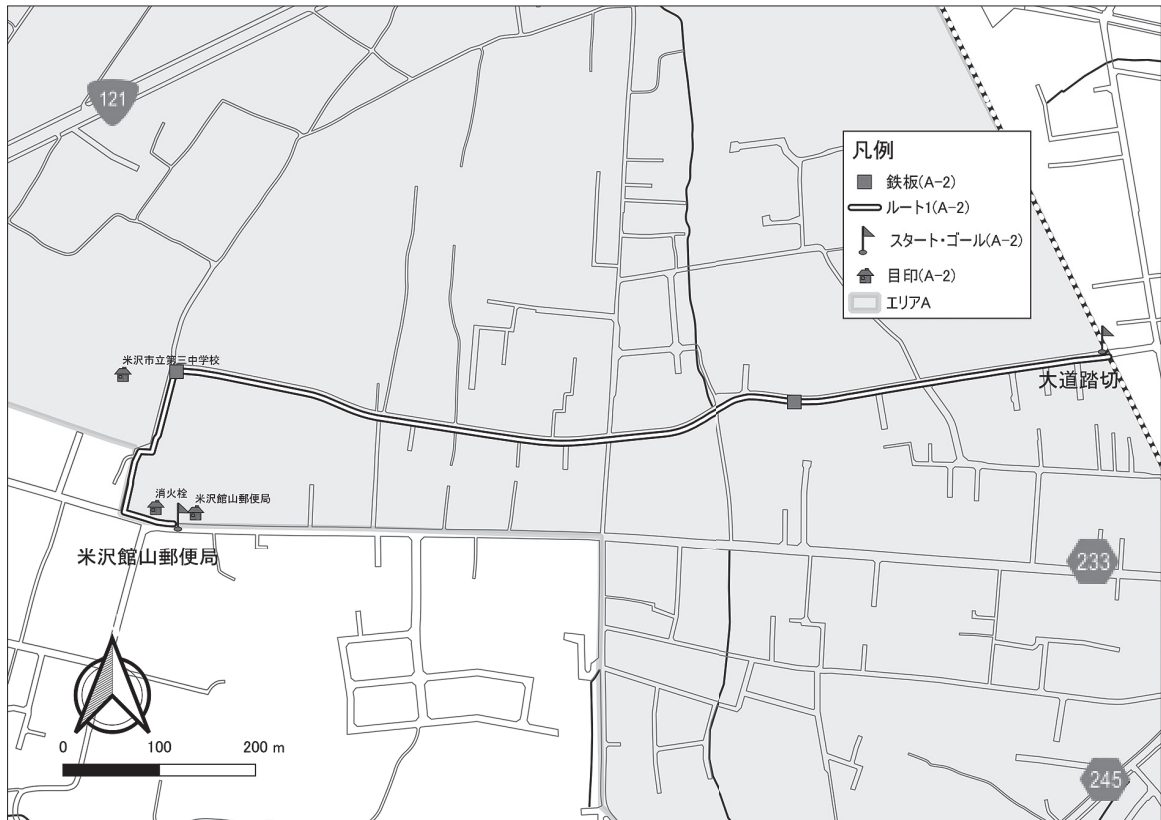 121
凡例
鉄板(A-2)
ルート1(A-2)
スタート・ゴール(A-2)
目印(A-2)
エリアA
米沢市立第三中学校
大道踏切
消火栓
米沢館山郵便局
米沢館山郵便局
233
245
0 100 200 m